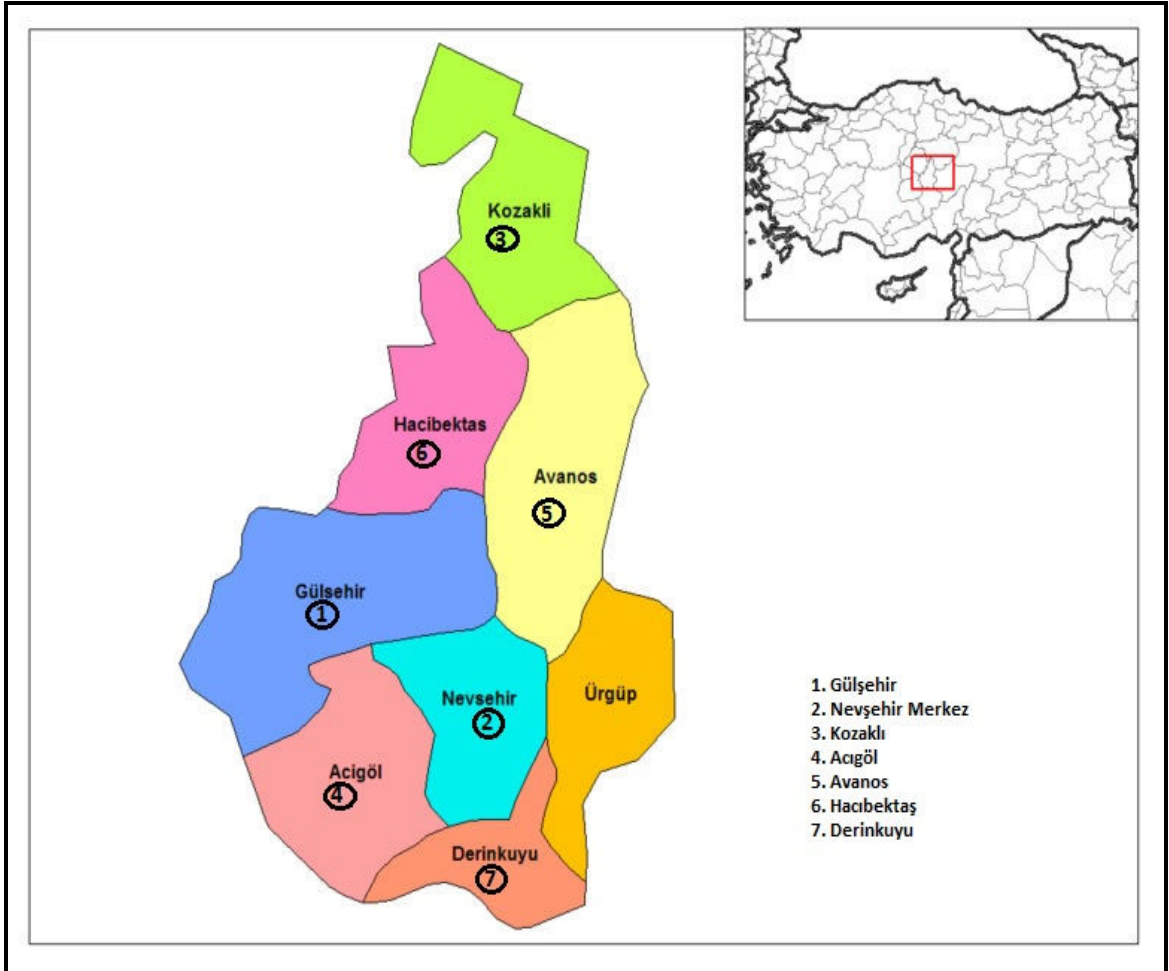 Kozakli
3
Hacibektas
6
Avanos
5
Gülsehir
1
Nevsehir
2
Ürgüp
Acigöl
4
Derinkuyu
7
1. Gülşehir
2. Nevşehir Merkez
3. Kozaklı
4. Acıgöl
5. Avanos
6. Hacıbektaş
7. Derinkuyu